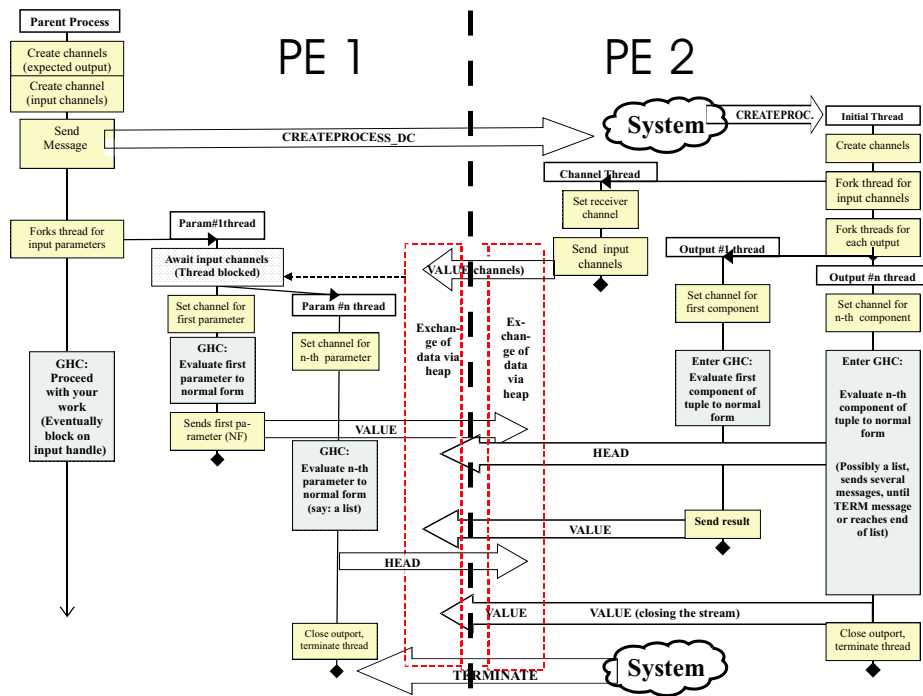 Parent Process
PE 1
PE 2
Create channels
(expected output)
Create channel
(input channels)
Send
Message
CREATEPROCESS_DC
System
CREATEPROC.
Initial Thread
Create channels
Channel Thread
Fork thread for
input channels
Set receiver
channel
Forks thread for
input parameters
Param#1thread
Await input channels
(Thread blocked)
VALUE channels)
Send input
channels
Output #1 thread
Fork threads for
each output
Output #n thread
Set channel for
first parameter
Param #n thread
Set channel for
first component
Set channel for
n-th component
Set channel for
n-th parameter
Exchan-
ge of
data via
heap
Ex-
change
of data
via
heap
GHC:
Proceed
with your
work
(Eventually
block on
input handle)
GHC:
Evaluate first
parameter to
normal form
Enter GHC:
Evaluate first
component of
tuple to normal
form
Enter GHC:
Evaluate n-th
component of
tuple to normal
form
(Possibly a list,
sends several
messages, until
TERM message
or reaches end
of list)
Sends first pa-
rameter (NF)
VALUE
HEAD
GHC:
Evaluate n-th
parameter to
normal form
(say: a list)
VALUE
Send result
HEAD
VALUE
VALUE (closing the stream)
Close outport,
terminate thread
Close outport,
terminate thread
System
TERMINATE